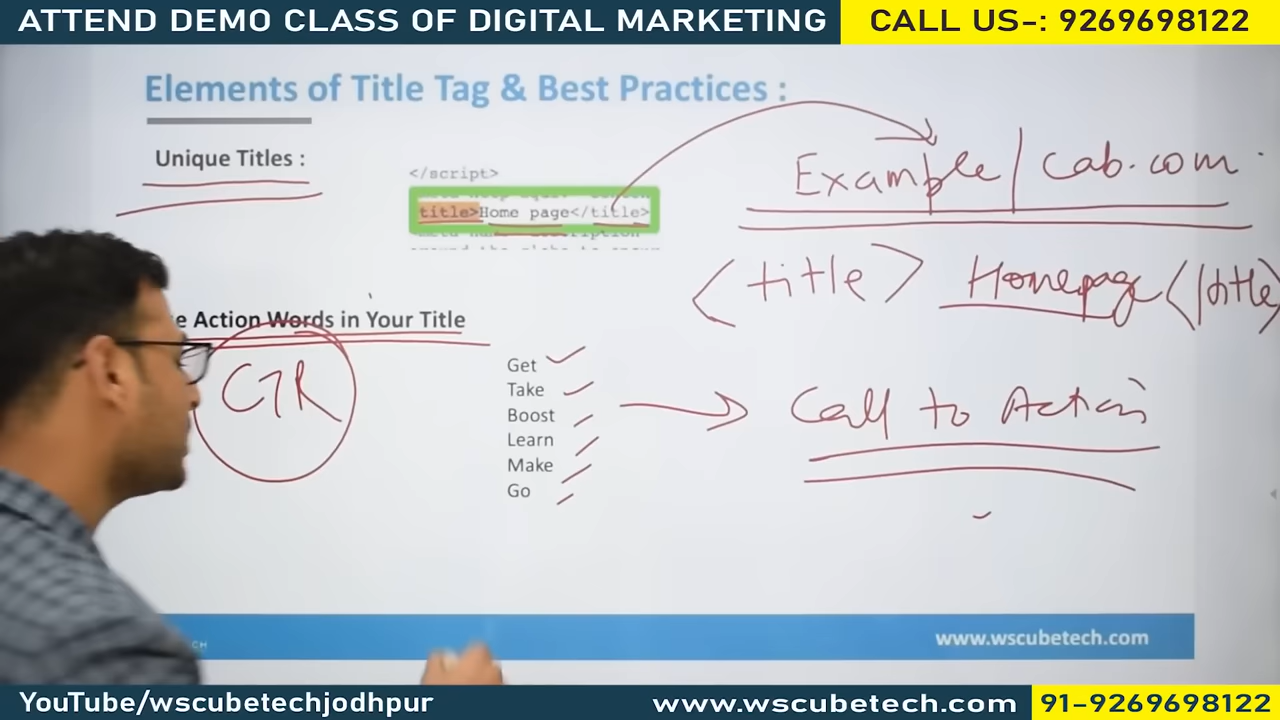 ATTEND DEMO CLASS OF DIGITAL MARKETING
CALL US-: 9269698122
Elements of Title Tag & Best Practices :
Unique Titles :
</script>
title>Home page</title>
Example/cab.com
<title> Homepage </title>
e Action Words in Your Title
CTR
Get
Take
Boost
Learn
Make
Go
Call to Action
CH
www.wscubetech.com
YouTube/wscubetechjodhpur
www.wscubetech.com
91-9269698122